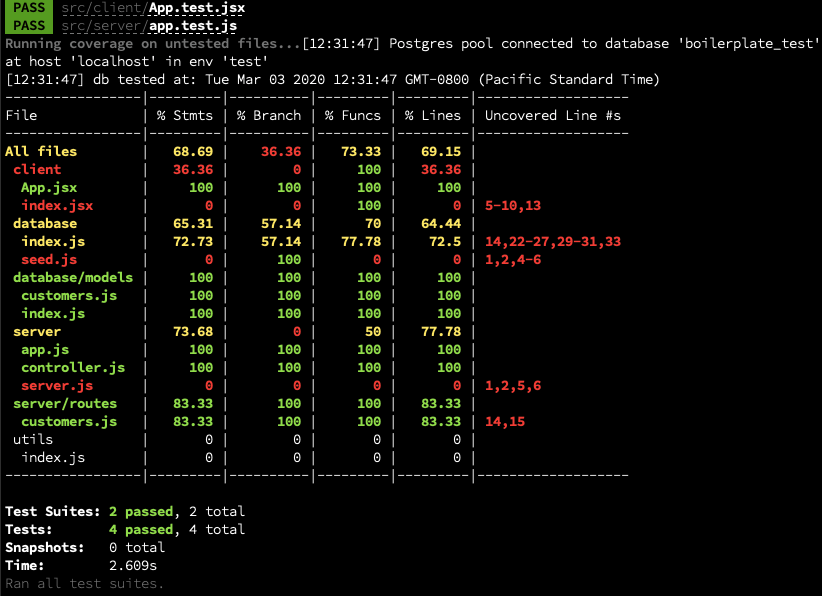 PASS src/client/App.test.jsx
PASS src/server/App.test.js
Running coverage on untested files...[12:31:47] Postgres pool connected to database 'boilerplate_test'
at host 'localhost' in env 'test'
[12:31:47] db tested at: Tue Mar 03 2020 12:31:47 GMT-0800 (Pacific Standard Time)
-----------------|---------|----------|---------|---------|-------------------
File             | % Stmts | % Branch | % Funcs | % Lines | Uncovered Line #s
-----------------|---------|----------|---------|---------|-------------------
All files        |   68.69 |    36.36 |   73.33 |   69.15 |
 client          |   36.36 |        0 |     100 |   36.36 |
  App.jsx        |     100 |      100 |     100 |     100 |
  index.jsx      |       0 |        0 |     100 |       0 | 5-10,13
 database        |   65.31 |    57.14 |      70 |   64.44 |
  index.js       |   72.73 |    57.14 |   77.78 |    72.5 | 14,22-27,29-31,33
  seed.js        |       0 |      100 |       0 |       0 | 1,2,4-6
 database/models |     100 |      100 |     100 |     100 |
  customers.js   |     100 |      100 |     100 |     100 |
  index.js       |     100 |      100 |     100 |     100 |
 server          |   73.68 |        0 |      50 |   77.78 |
  app.js         |     100 |      100 |     100 |     100 |
  controller.js  |     100 |      100 |     100 |     100 |
  server.js      |       0 |        0 |       0 |       0 | 1,2,5,6
 server/routes   |   83.33 |      100 |     100 |   83.33 |
  customers.js   |   83.33 |      100 |     100 |   83.33 | 14,15
 utils           |       0 |        0 |       0 |       0 |
  index.js       |       0 |        0 |       0 |       0 |
-----------------|---------|----------|---------|---------|-------------------
Test Suites: 2 passed, 2 total
Tests:       4 passed, 4 total
Snapshots:   0 total
Time:        2.609s
Ran all test suites.